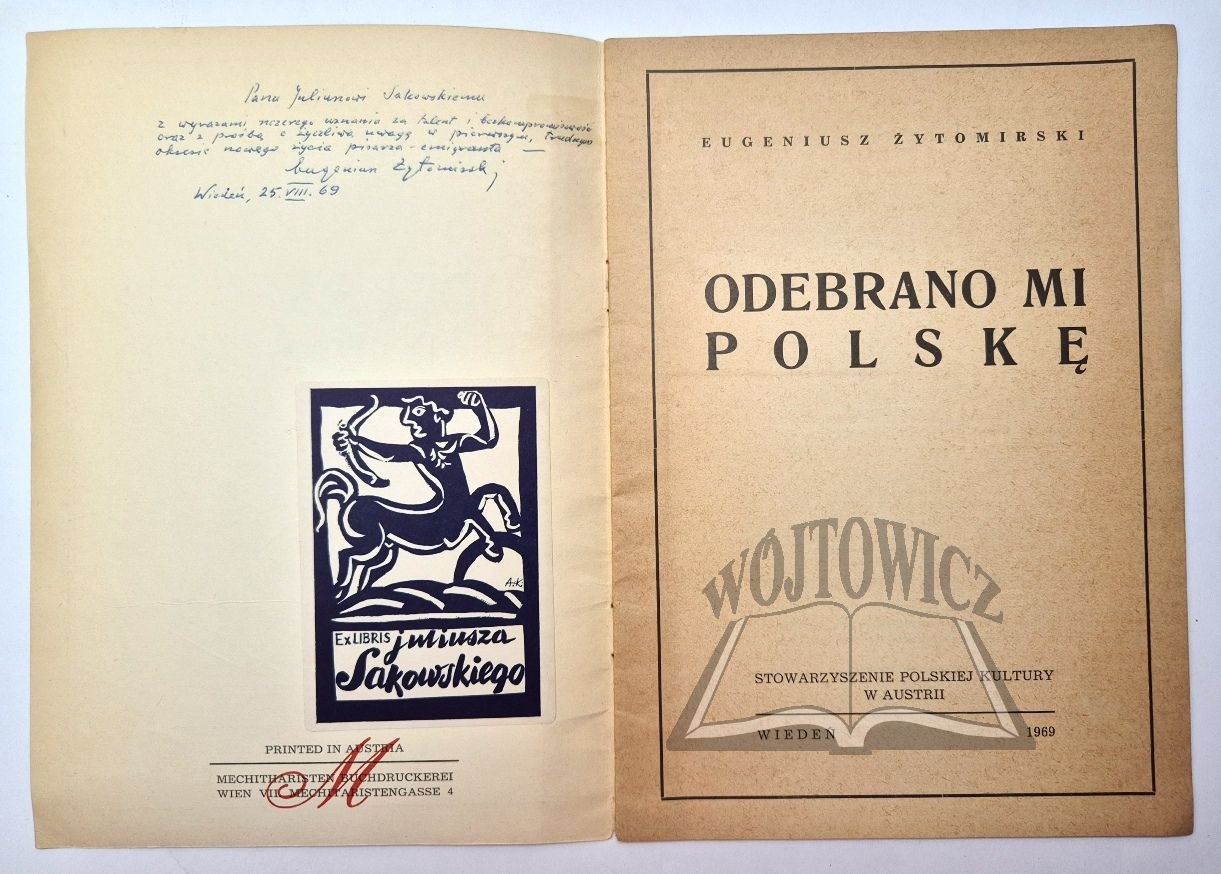 Panu Julianowi Sakowskiemu
z wyrazami szczerego uznania za talent i bezkompromisowość
oraz z prośbą o życzliwą uwagę w pierwszym, trudnym
okresie nowego życia pisarza-emigranta —
Eugeniusz Żytomirski
Wiedeń, 25.VIII.69
A.K.
Ex LIBRIS juliusza
Sakowskiego
PRINTED IN AUSTRIA
MECHITHARISTEN BUCHDRUCKEREI
WIEN VII. MECHITARISTENGASSE 4
M
EUGENIUSZ ŻYTOMIRSKI
ODEBRANO MI
POLSKĘ
WÓJTOWICZ
STOWARZYSZENIE POLSKIEJ KULTURY
W AUSTRII
WIEDEŃ 1969